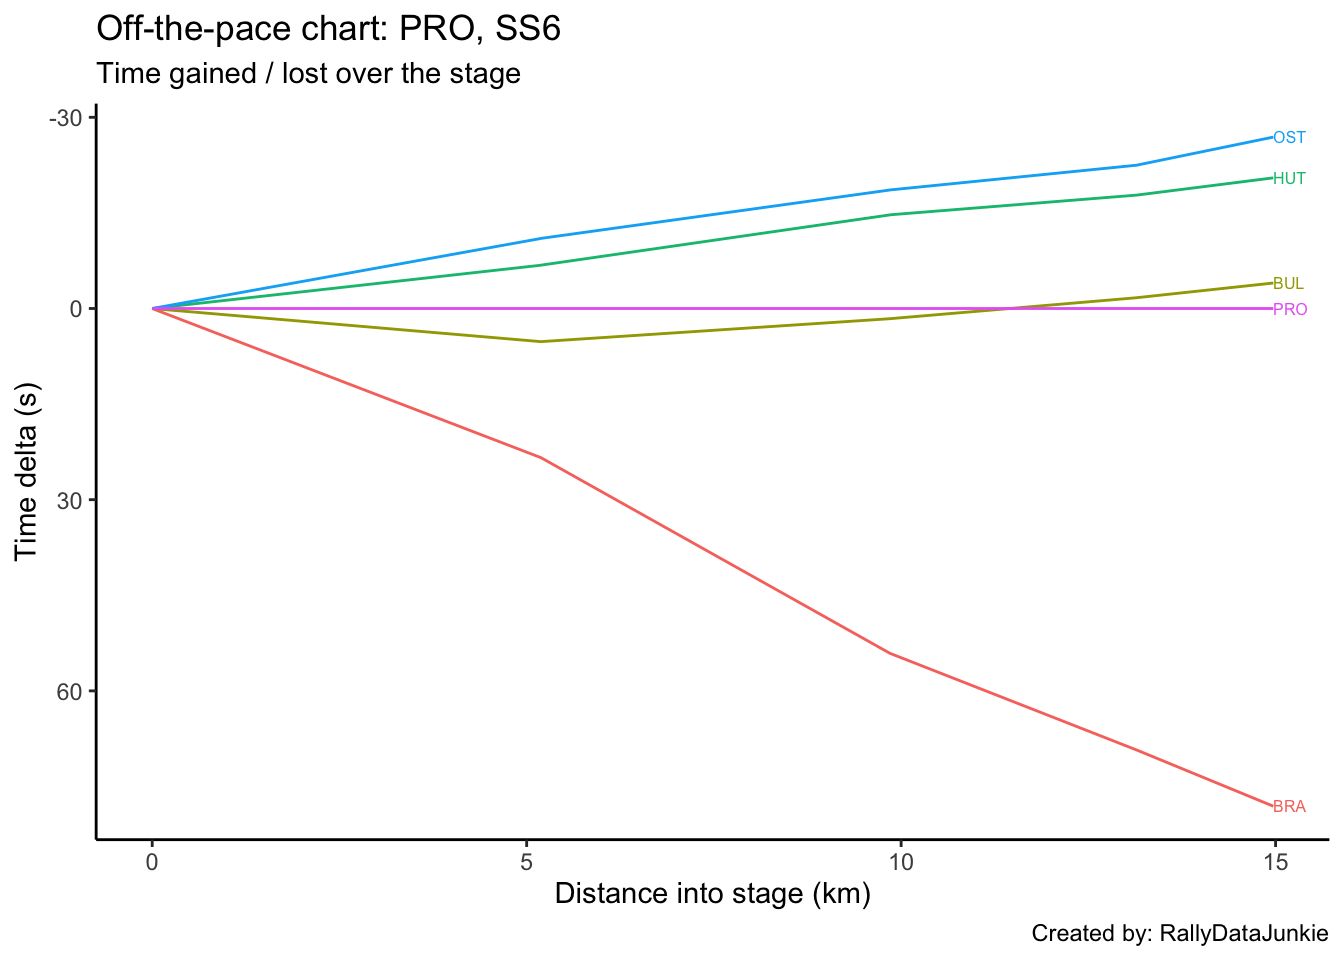 Off-the-pace chart: PRO, SS6
Time gained / lost over the stage
-30
0
30
60
Time delta (s)
OST
HUT
BUL
PRO
BRA
0 5 10 15
Distance into stage (km)
Created by: RallyDataJunkie